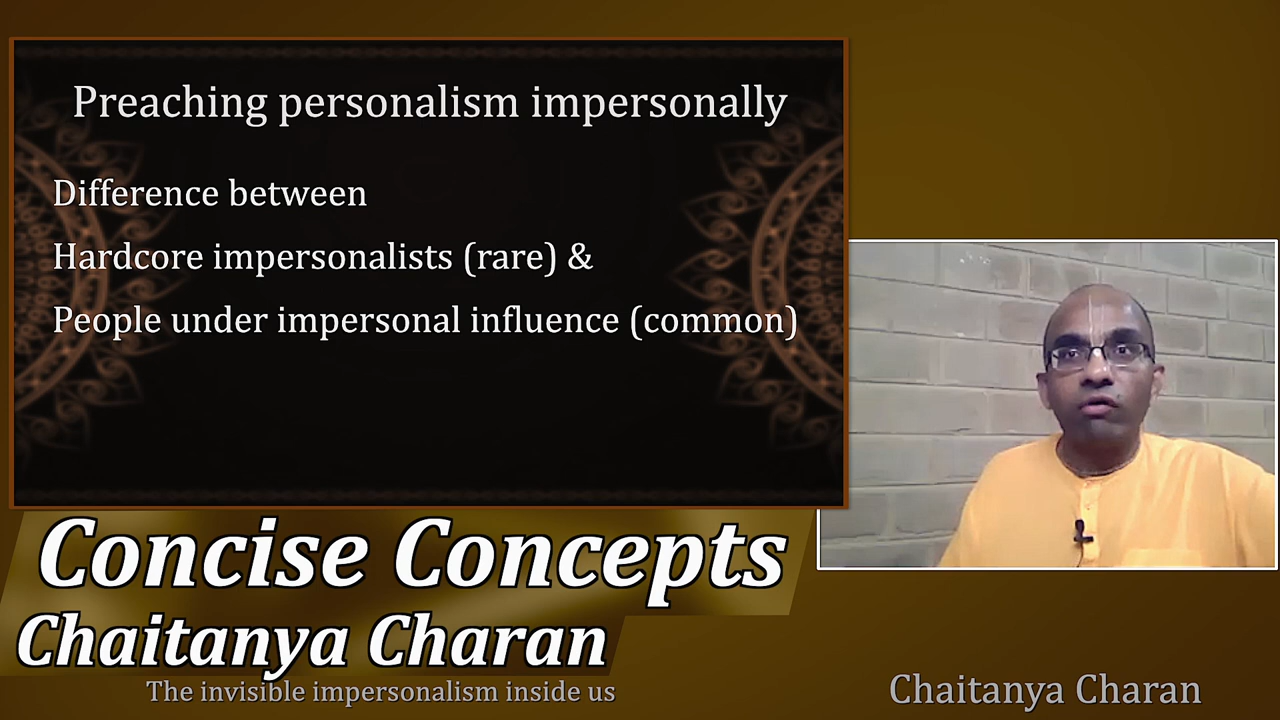 Preaching personalism impersonally
Difference between
Hardcore impersonalists (rare) &
People under impersonal influence (common)
Concise Concepts
Chaitanya Charan
The invisible impersonalism inside us
Chaitanya Charan